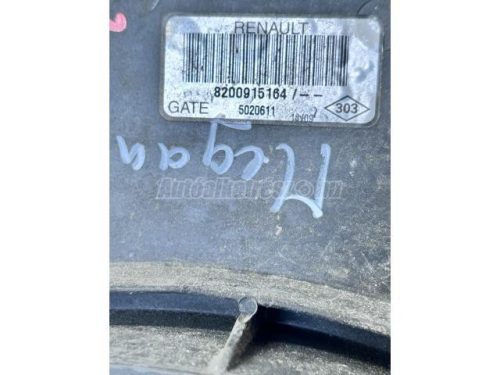 RENAULT
8200915164/--
GATE 5020611 303
Megan